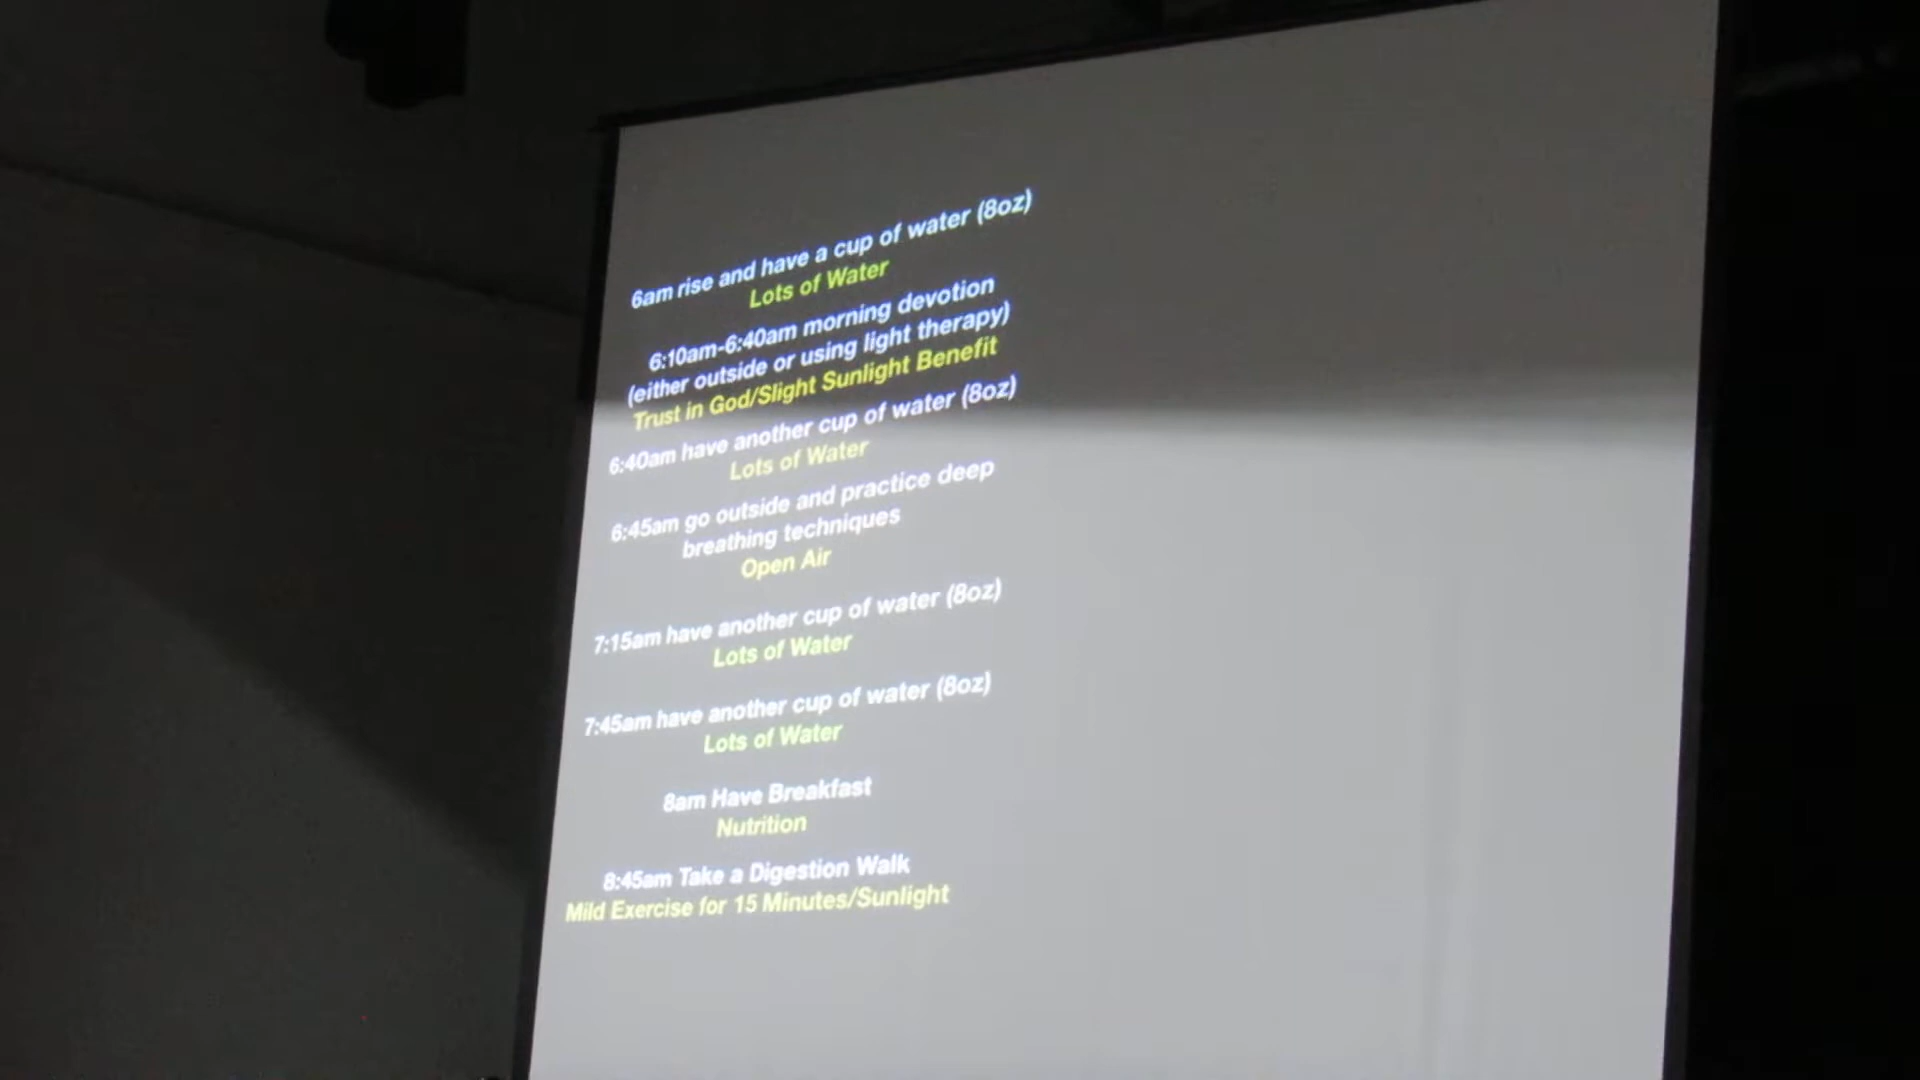 6am rise and have a cup of water (8oz)
Lots of Water
6:10am-6:40am morning devotion
(either outside or using light therapy)
Trust in God/Slight Sunlight Benefit
6:40am have another cup of water (8oz)
Lots of Water
6:45am go outside and practice deep
breathing techniques
Open Air
7:15am have another cup of water (8oz)
Lots of Water
7:45am have another cup of water (8oz)
Lots of Water
8am Have Breakfast
Nutrition
8:45am Take a Digestion Walk
Mild Exercise for 15 Minutes/Sunlight